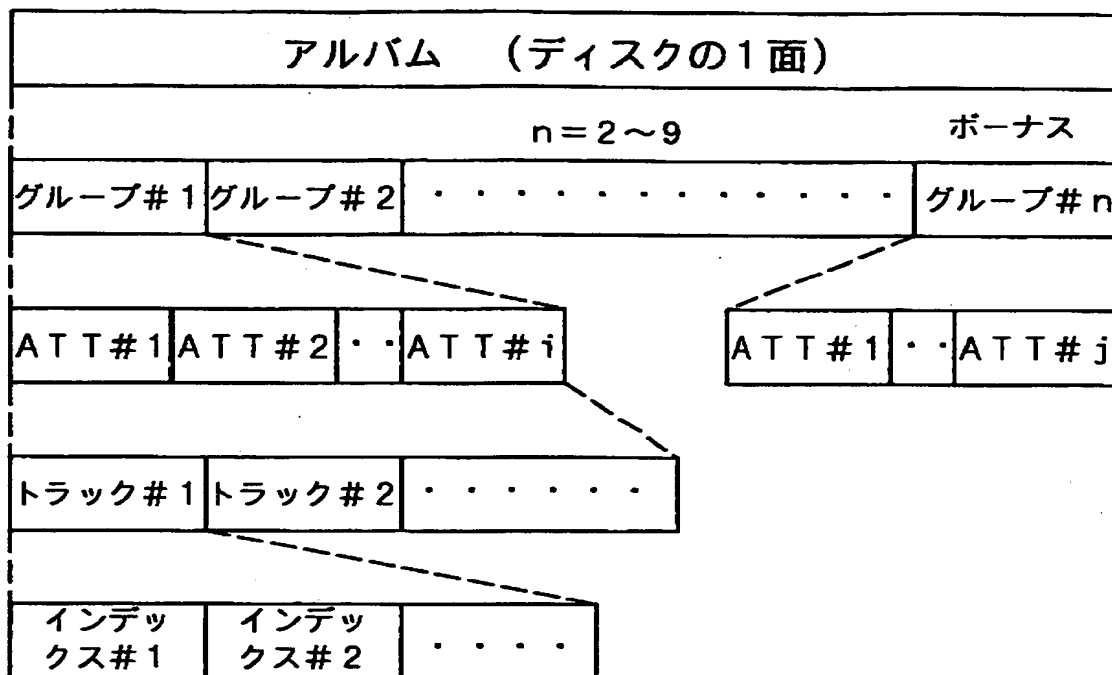 アルバム (ディスクの1面)
n=2~9 ボーナス
グループ#1 グループ#2 ・・・・・・・・・・・・ グループ#n
ATT#1 ATT#2 ・・ ATT#i ATT#1 ・・ ATT#j
トラック#1 トラック#2 ・・・・・・
インデッ インデッ
クス#1 クス#2 ・・・・